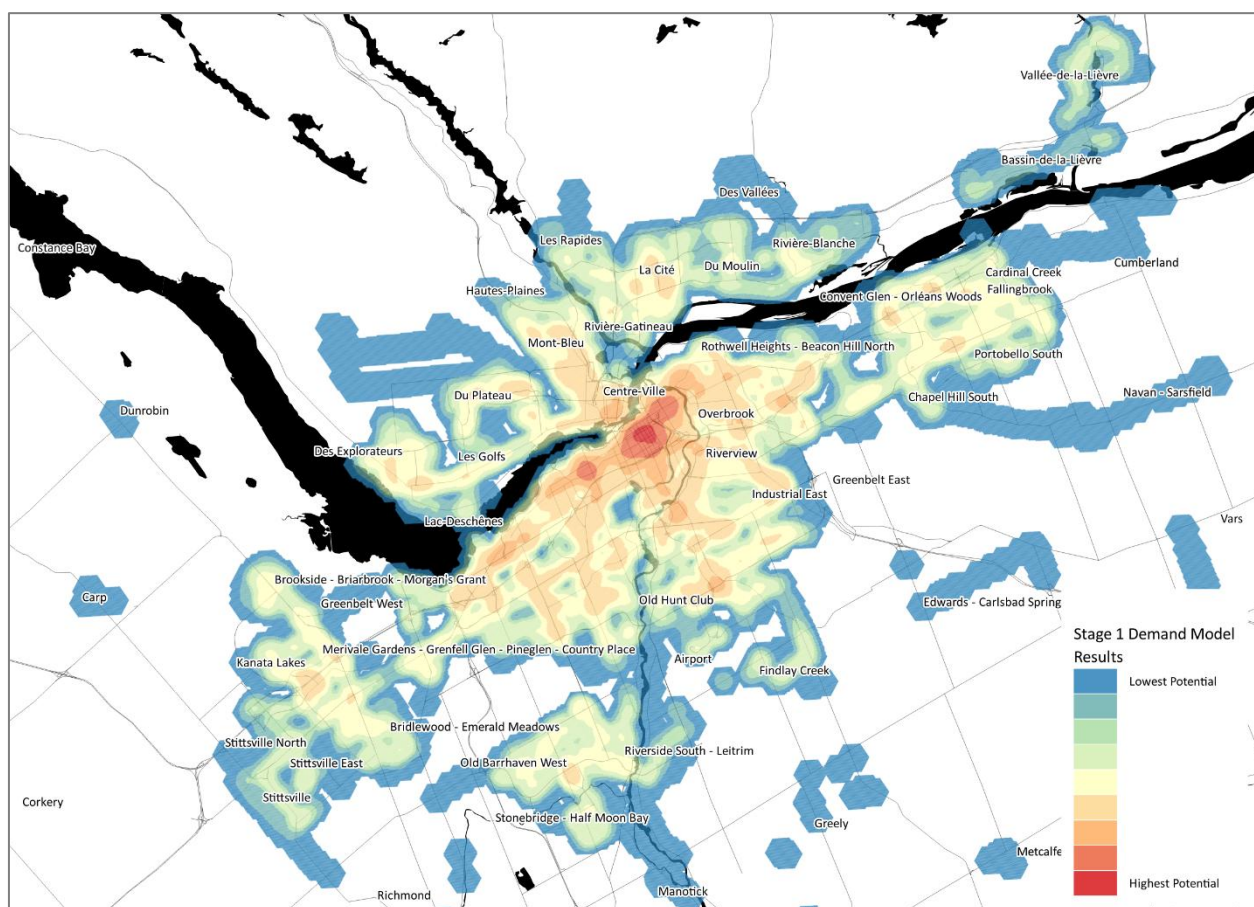 Vallée-de-la-Lièvre
Bassin-de-la-Lièvre
Des Vallées
Les Rapides
Rivière-Blanche
Constance Bay
La Cité
Du Moulin
Cumberland
Cardinal Creek
Hautes-Plaines
Fallingbrook
Convent Glen - Orléans Woods
Rivière-Gatineau
Mont-Bleu
Rothwell Heights - Beacon Hill North
Portobello South
Centre-Ville
Du Plateau
Navan - Sarsfield
Chapel Hill South
Dunrobin
Overbrook
Des Explorateurs
Les Golfs
Riverview
Greenbelt East
Industrial East
Lac-Deschênes
Vars
Brookside - Briarbrook - Morgan's Grant
Carp
Greenbelt West
Old Hunt Club
Edwards - Carlsbad Spring
Merivale Gardens - Grenfell Glen - Pineglen - Country Place
Kanata Lakes
Airport
Findlay Creek
Bridlewood - Emerald Meadows
Stittsville North
Riverside South - Leitrim
Stittsville East
Old Barrhaven West
Stittsville
Corkery
Stonebridge - Half Moon Bay
Greely
Metcalfe
Manotick
Richmond
Stage 1 Demand Model
Results
Lowest Potential
Highest Potential